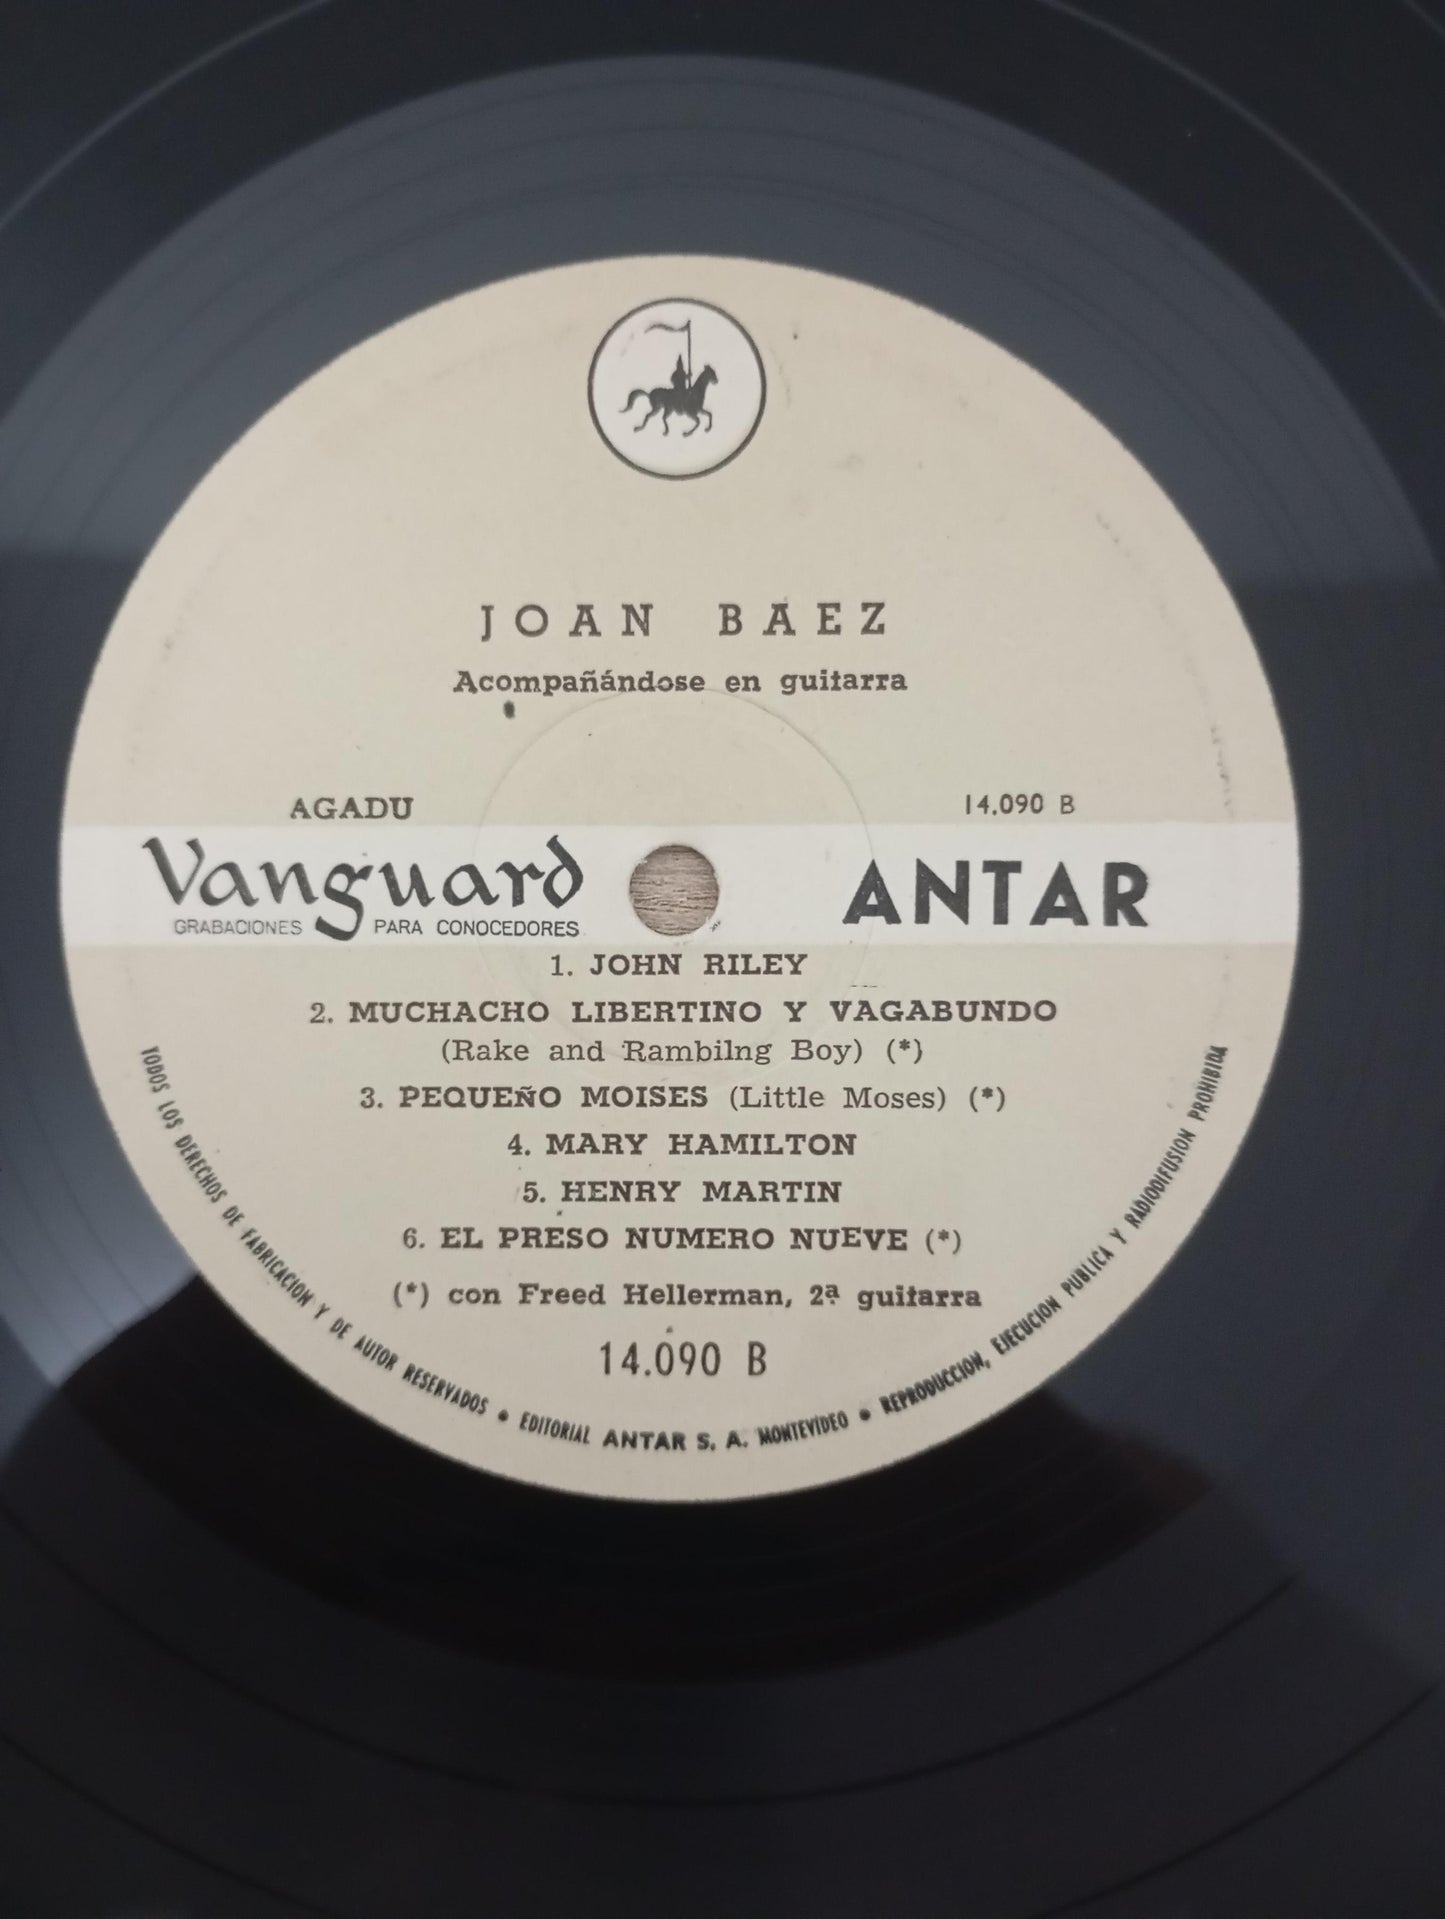 JOAN BAEZ
Acompañándose en guitarra
AGADU
14.090 B
Vanguard
GRABACIONES PARA CONOCEDORES
ANTAR
1. JOHN RILEY
2. MUCHACHO LIBERTINO Y VAGABUNDO
(Rake and Rambilng Boy) (*)
3. PEQUEÑO MOISES (Little Moses) (*)
4. MARY HAMILTON
5. HENRY MARTIN
6. EL PRESO NUMERO NUEVE (*)
(*) con Freed Hellerman, 2ª guitarra
14.090 B
TODOS LOS DERECHOS DE FABRICACION Y DE AUTOR RESERVADOS • EDITORIAL ANTAR S. A. MONTEVIDEO • REPRODUCCION, EJECUCION PUBLICA Y RADIODIFUSION PROHIBIDA